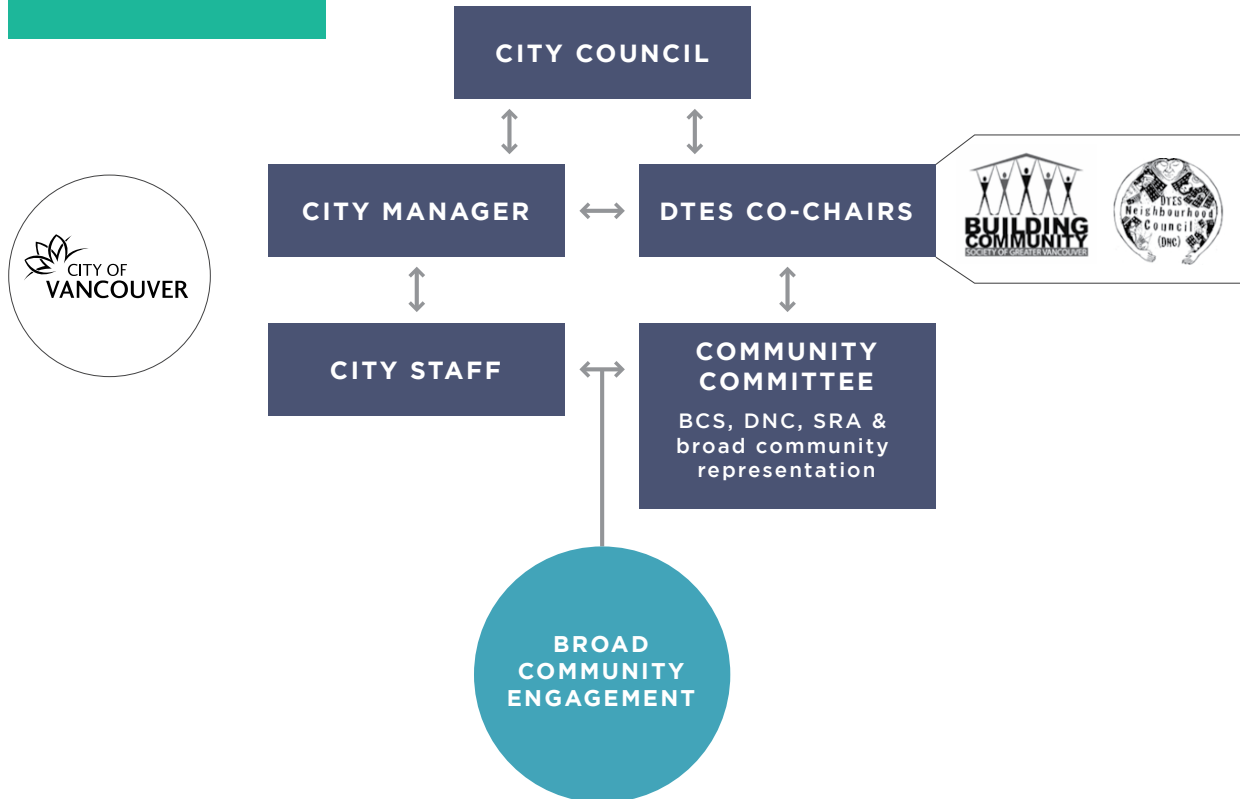 CITY COUNCIL
CITY MANAGER
DTES CO-CHAIRS
BUILDING
COMMUNITY
SOCIETY OF GREATER VANCOUVER
DTES
Neighbourhood
Council
(DNC)
CITY OF
VANCOUVER
CITY STAFF
COMMUNITY
COMMITTEE
BCS, DNC, SRA &
broad community
representation
BROAD
COMMUNITY
ENGAGEMENT